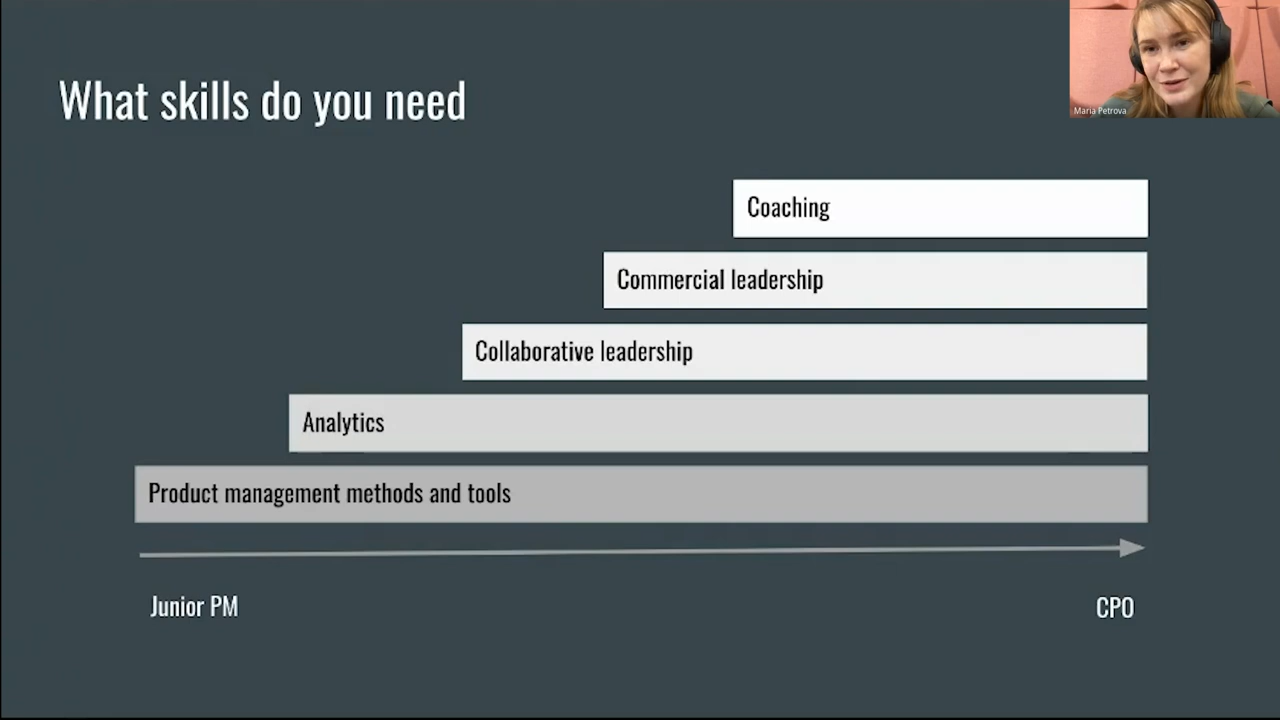 What skills do you need
Maria Petrova
Coaching
Commercial leadership
Collaborative leadership
Analytics
Product management methods and tools
Junior PM
CPO